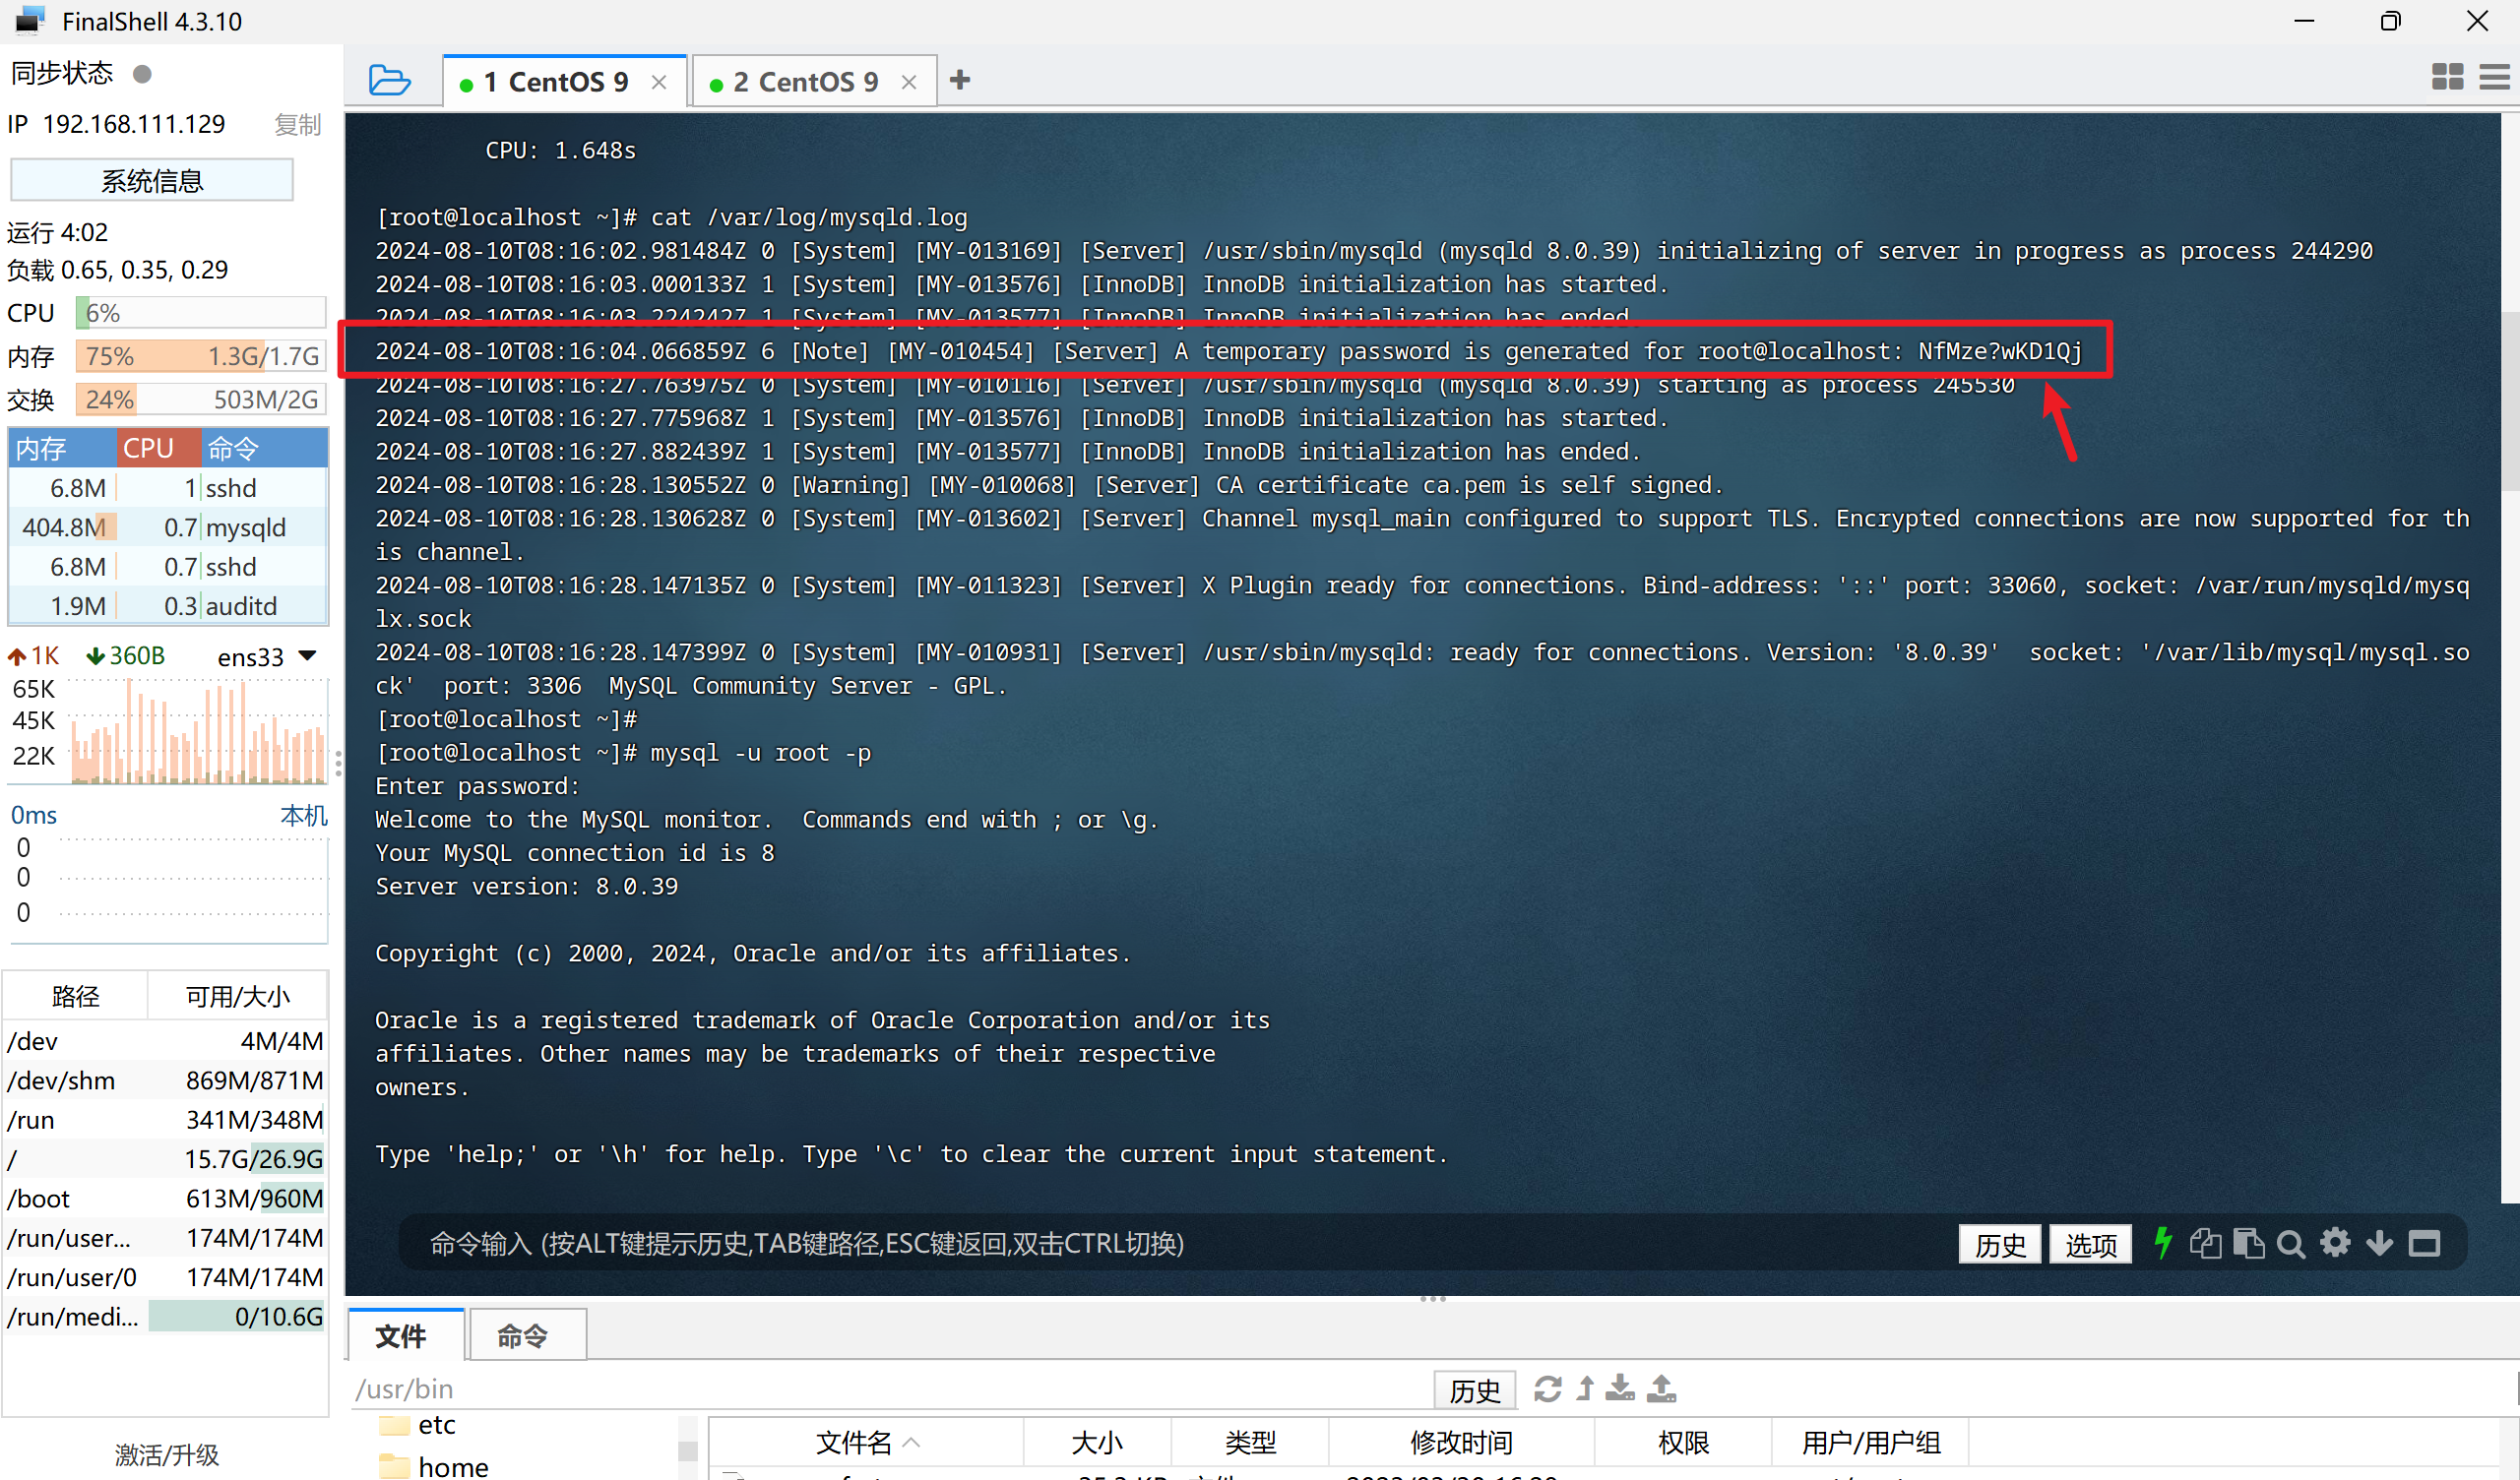 FinalShell 4.3.10
同步状态
IP 192.168.111.129 复制
系统信息
运行 4:02
负载 0.65, 0.35, 0.29
CPU 6%
内存 75% 1.3G/1.7G
交换 24% 503M/2G
内存 CPU 命令
6.8M 1 sshd
404.8M 0.7 mysqld
6.8M 0.7 sshd
1.9M 0.3 auditd
1K 360B ens33
65K
45K
22K
0ms 本机
0
0
0
路径 可用/大小
/dev 4M/4M
/dev/shm 869M/871M
/run 341M/348M
/ 15.7G/26.9G
/boot 613M/960M
/run/user... 174M/174M
/run/user/0 174M/174M
/run/medi... 0/10.6G
激活/升级
1 CentOS 9
2 CentOS 9
CPU: 1.648s
[root@localhost ~]# cat /var/log/mysqld.log
2024-08-10T08:16:02.981484Z 0 [System] [MY-013169] [Server] /usr/sbin/mysqld (mysqld 8.0.39) initializing of server in progress as process 244290
2024-08-10T08:16:03.000133Z 1 [System] [MY-013576] [InnoDB] InnoDB initialization has started.
2024-08-10T08:16:03.224242Z 1 [System] [MY-013577] [InnoDB] InnoDB initialization has ended.
2024-08-10T08:16:04.066859Z 6 [Note] [MY-010454] [Server] A temporary password is generated for root@localhost: NfMze?wKD1Qj
2024-08-10T08:16:27.763975Z 0 [System] [MY-010116] [Server] /usr/sbin/mysqld (mysqld 8.0.39) starting as process 245530
2024-08-10T08:16:27.775968Z 1 [System] [MY-013576] [InnoDB] InnoDB initialization has started.
2024-08-10T08:16:27.882439Z 1 [System] [MY-013577] [InnoDB] InnoDB initialization has ended.
2024-08-10T08:16:28.130552Z 0 [Warning] [MY-010068] [Server] CA certificate ca.pem is self signed.
2024-08-10T08:16:28.130628Z 0 [System] [MY-013602] [Server] Channel mysql_main configured to support TLS. Encrypted connections are now supported for th
is channel.
2024-08-10T08:16:28.147135Z 0 [System] [MY-011323] [Server] X Plugin ready for connections. Bind-address: '::' port: 33060, socket: /var/run/mysqld/mysq
lx.sock
2024-08-10T08:16:28.147399Z 0 [System] [MY-010931] [Server] /usr/sbin/mysqld: ready for connections. Version: '8.0.39'  socket: '/var/lib/mysql/mysql.so
ck'  port: 3306  MySQL Community Server - GPL.
[root@localhost ~]#
[root@localhost ~]# mysql -u root -p
Enter password:
Welcome to the MySQL monitor.  Commands end with ; or \g.
Your MySQL connection id is 8
Server version: 8.0.39
Copyright (c) 2000, 2024, Oracle and/or its affiliates.
Oracle is a registered trademark of Oracle Corporation and/or its
affiliates. Other names may be trademarks of their respective
owners.
Type 'help;' or '\h' for help. Type '\c' to clear the current input statement.
命令输入 (按ALT键提示历史,TAB键路径,ESC键返回,双击CTRL切换) 历史 选项
文件 命令
/usr/bin 历史
etc
home
文件名 大小 类型 修改时间 权限 用户/用户组